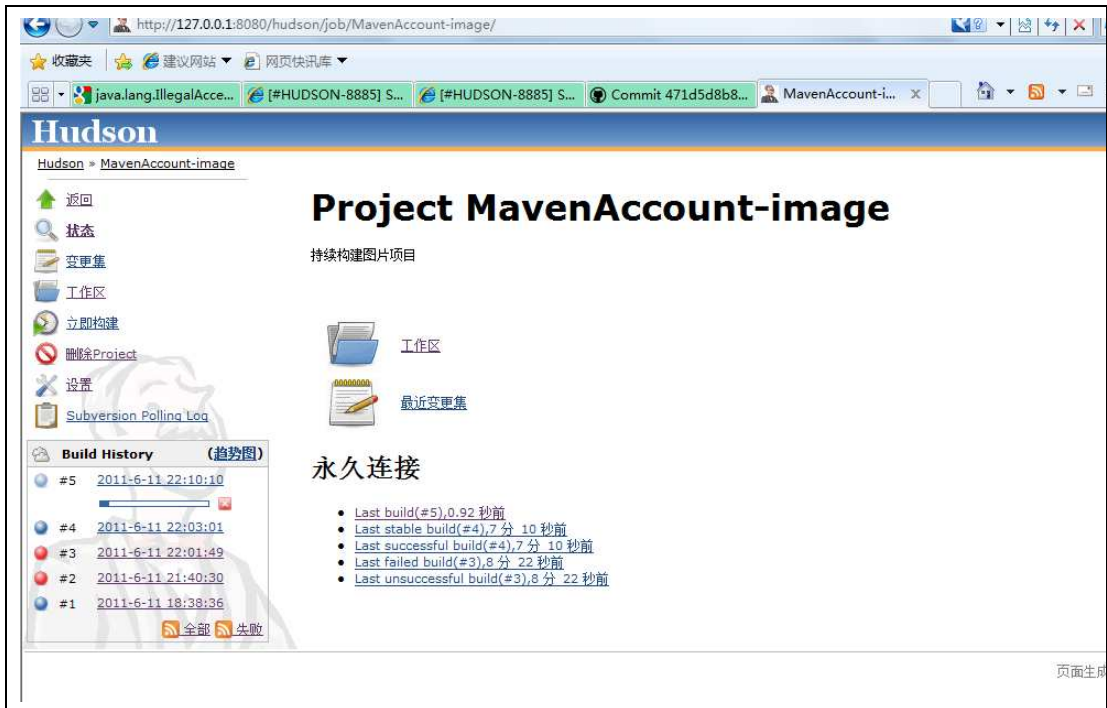 http://127.0.0.1:8080/hudson/job/MavenAccount-image/
收藏夹 建议网站 网页快讯库
java.lang.IllegalAcce... [#HUDSON-8885] S... [#HUDSON-8885] S... Commit 471d5d8b8... MavenAccount-i... x
Hudson
Hudson » MavenAccount-image
返回
状态
变更集
工作区
立即构建
删除Project
设置
Subversion Polling Log
Build History (趋势图)
#5 2011-6-11 22:10:10
#4 2011-6-11 22:03:01
#3 2011-6-11 22:01:49
#2 2011-6-11 21:40:30
#1 2011-6-11 18:38:36
全部 失败
Project MavenAccount-image
持续构建图片项目
工作区
最近变更集
永久连接
Last build(#5),0.92 秒前
Last stable build(#4),7 分 10 秒前
Last successful build(#4),7 分 10 秒前
Last failed build(#3),8 分 22 秒前
Last unsuccessful build(#3),8 分 22 秒前
页面生成